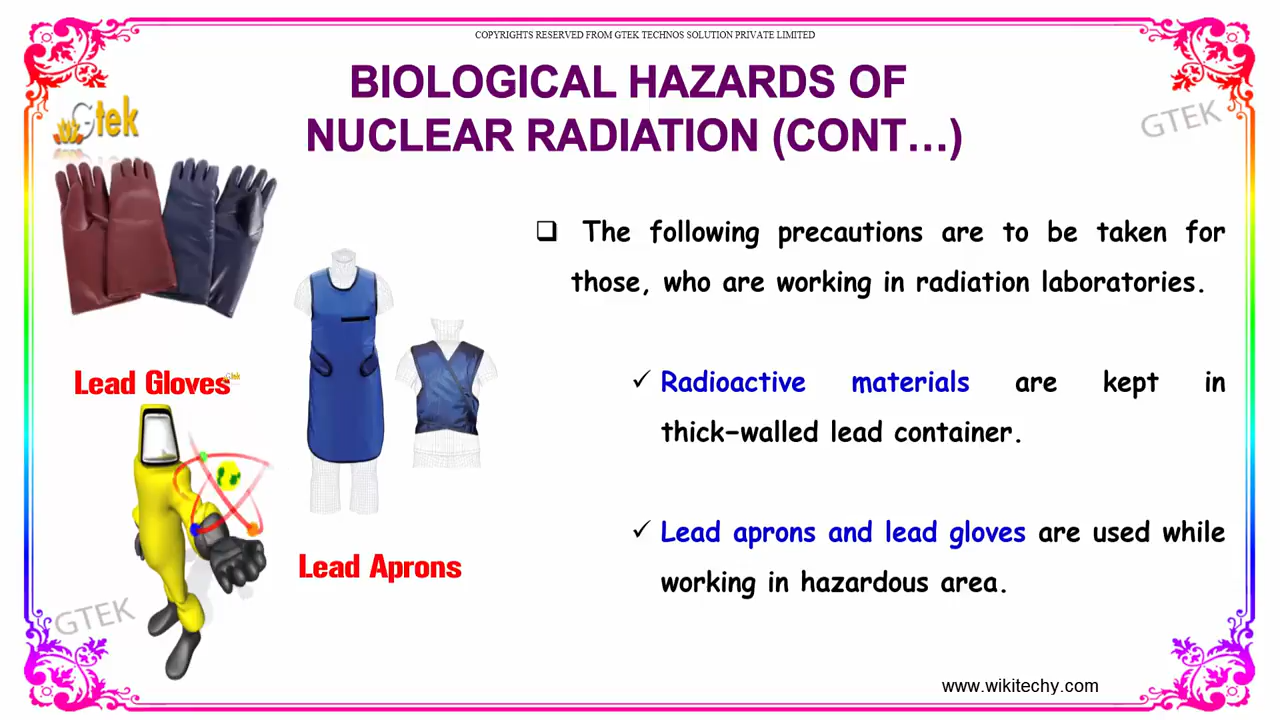 COPYRIGHTS RESERVED FROM GTEK TECHNOS SOLUTION PRIVATE LIMITED
BIOLOGICAL HAZARDS OF
NUCLEAR RADIATION (CONT...)
Gtek
GTEK
The following precautions are to be taken for
those, who are working in radiation laboratories.
Lead Gloves
Gtek
Radioactive materials are kept in
thick-walled lead container.
Lead aprons and lead gloves are used while
working in hazardous area.
Lead Aprons
GTEK
www.wikitechy.com